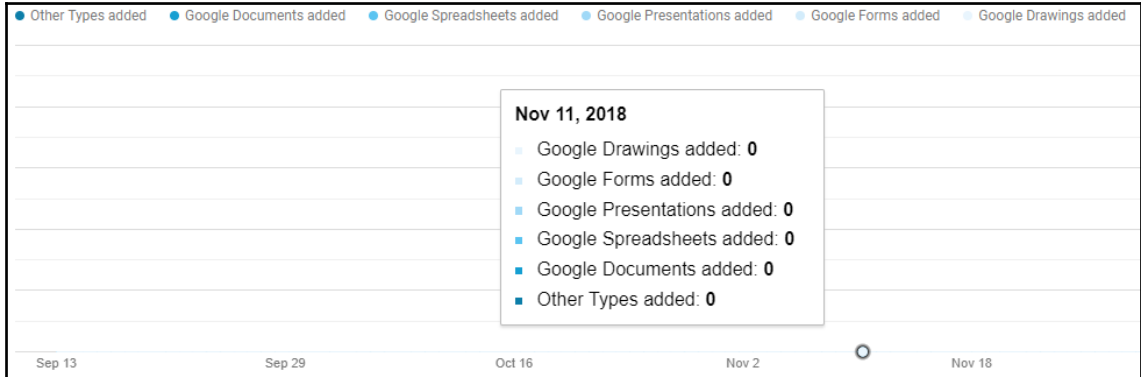 Other Types added Google Documents added Google Spreadsheets added Google Presentations added Google Forms added Google Drawings added
Nov 11, 2018
Google Drawings added: 0
Google Forms added: 0
Google Presentations added: 0
Google Spreadsheets added: 0
Google Documents added: 0
Other Types added: 0
Sep 13 Sep 29 Oct 16 Nov 2 Nov 18